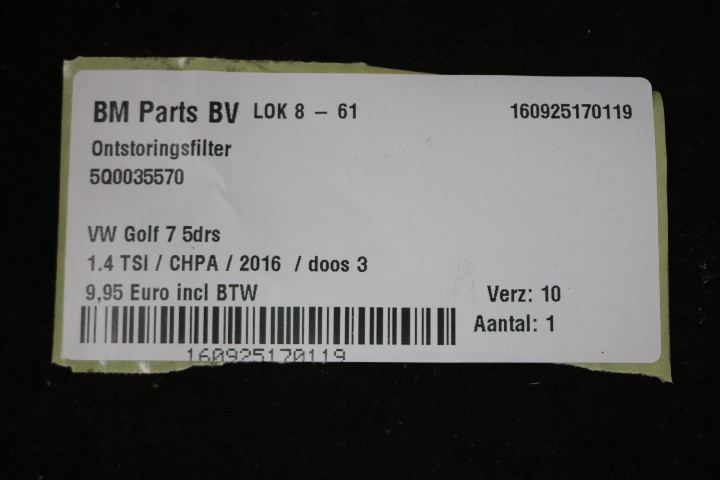 BM Parts BV LOK 8 – 61 160925170119
Ontstoringsfilter
5Q0035570
VW Golf 7 5drs
1.4 TSI / CHPA / 2016 / doos 3
9,95 Euro incl BTW Verz: 10
Aantal: 1
160925170119